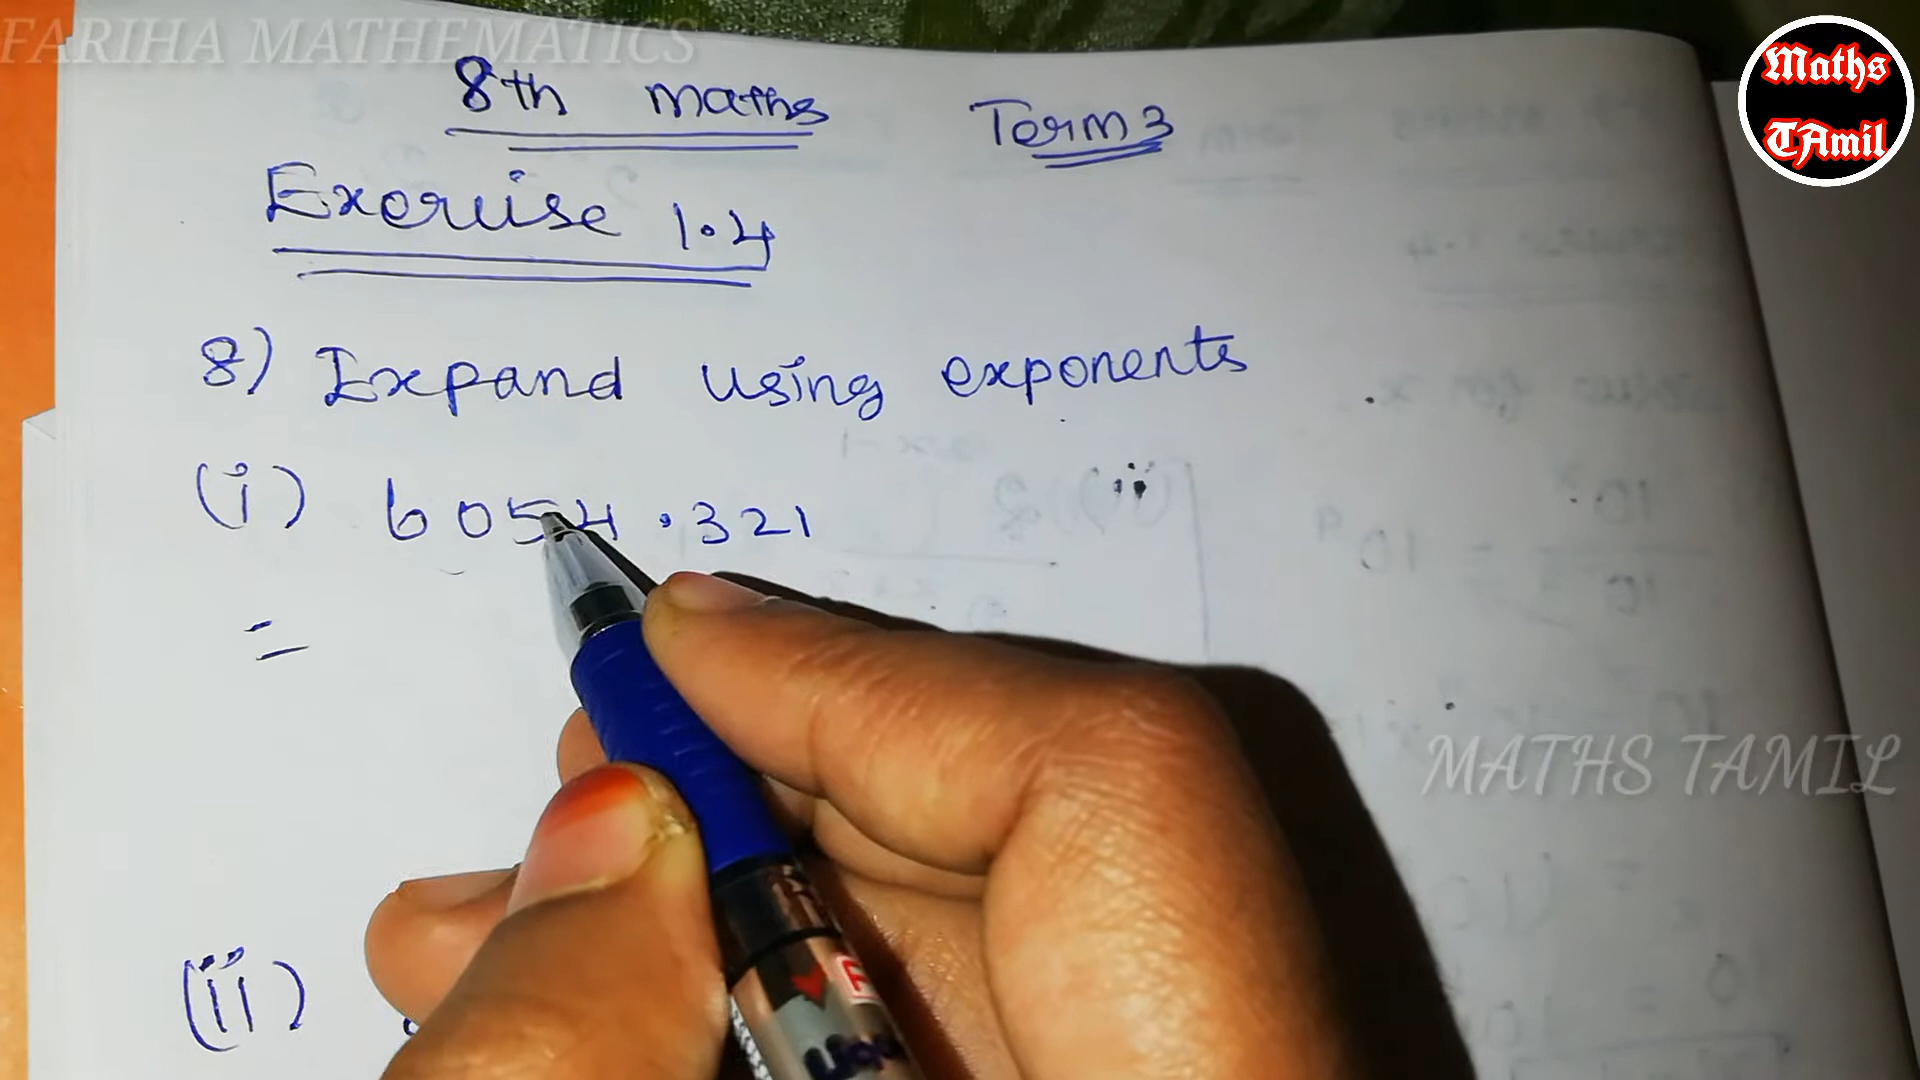 FARIHA MATHEMATICS
Maths
TAmil
8th maths Term 3
Exercise 1.4
8) Expand using exponents
(i) 6054.321
=
MATHS TAMIL
(ii)